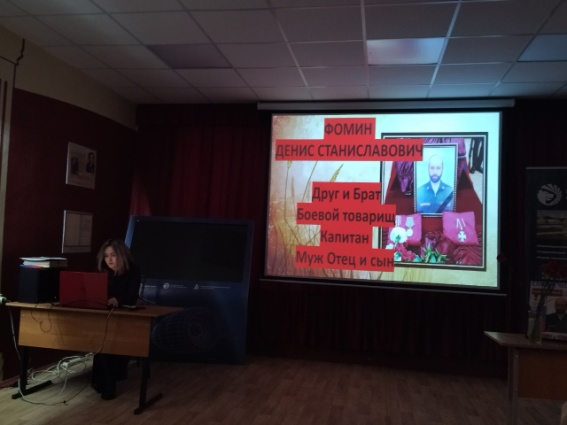 ФОМИН
ДЕНИС СТАНИСЛАВОВИЧ
Друг и Брат
Боевой товарищ
Капитан
Муж Отец и сын